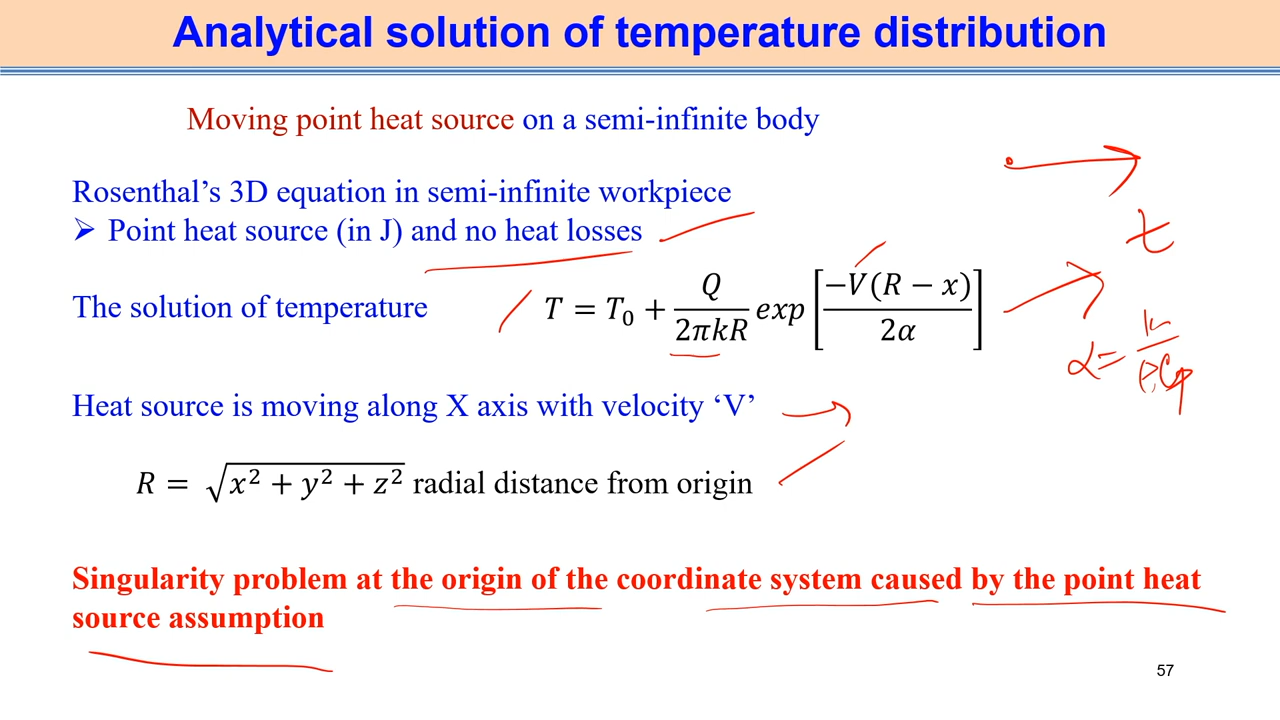 Analytical solution of temperature distribution
Moving point heat source on a semi-infinite body
Rosenthal's 3D equation in semi-infinite workpiece
➢ Point heat source (in J) and no heat losses
t
The solution of temperature T = T₀ + Q / 2πkR exp [ −V(R − x) / 2α ]
α = k / ρCp
Heat source is moving along X axis with velocity ‘V’
R = √x² + y² + z² radial distance from origin
Singularity problem at the origin of the coordinate system caused by the point heat
source assumption
57